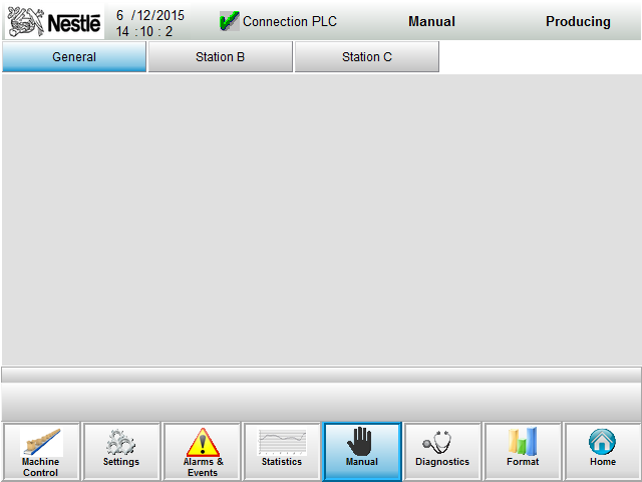 Nestlé
6 /12/2015
14 :10 : 2
Connection PLC
Manual
Producing
General
Station B
Station C
Machine
Control
Settings
Alarms &
Events
Statistics
Manual
Diagnostics
Format
Home